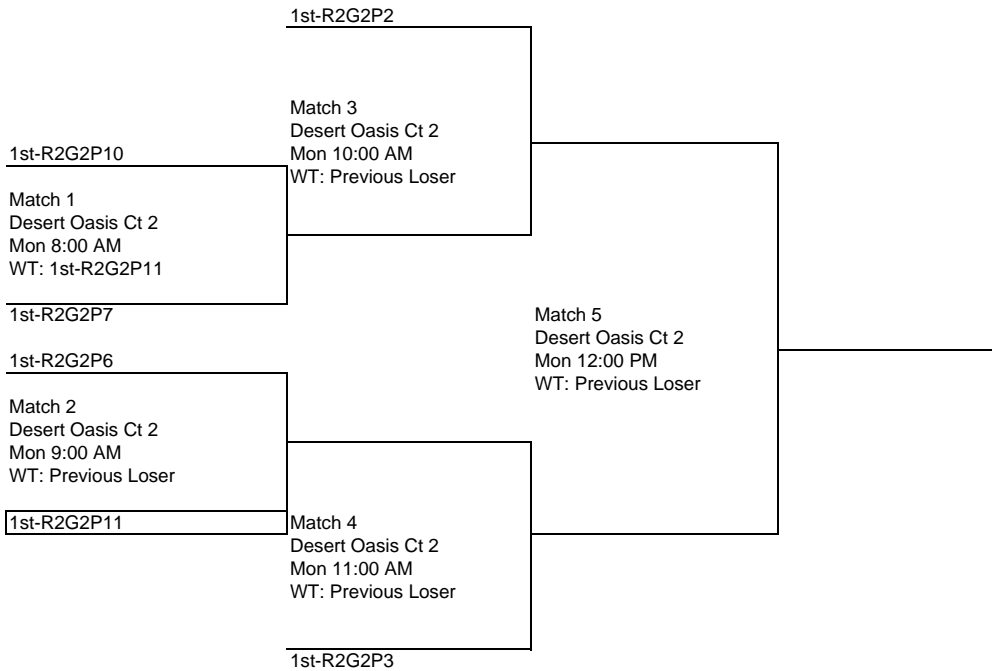 1st-R2G2P2
Match 3
Desert Oasis Ct 2
Mon 10:00 AM
WT: Previous Loser
1st-R2G2P10
Match 1
Desert Oasis Ct 2
Mon 8:00 AM
WT: 1st-R2G2P11
1st-R2G2P7
Match 5
Desert Oasis Ct 2
Mon 12:00 PM
WT: Previous Loser
1st-R2G2P6
Match 2
Desert Oasis Ct 2
Mon 9:00 AM
WT: Previous Loser
1st-R2G2P11
Match 4
Desert Oasis Ct 2
Mon 11:00 AM
WT: Previous Loser
1st-R2G2P3